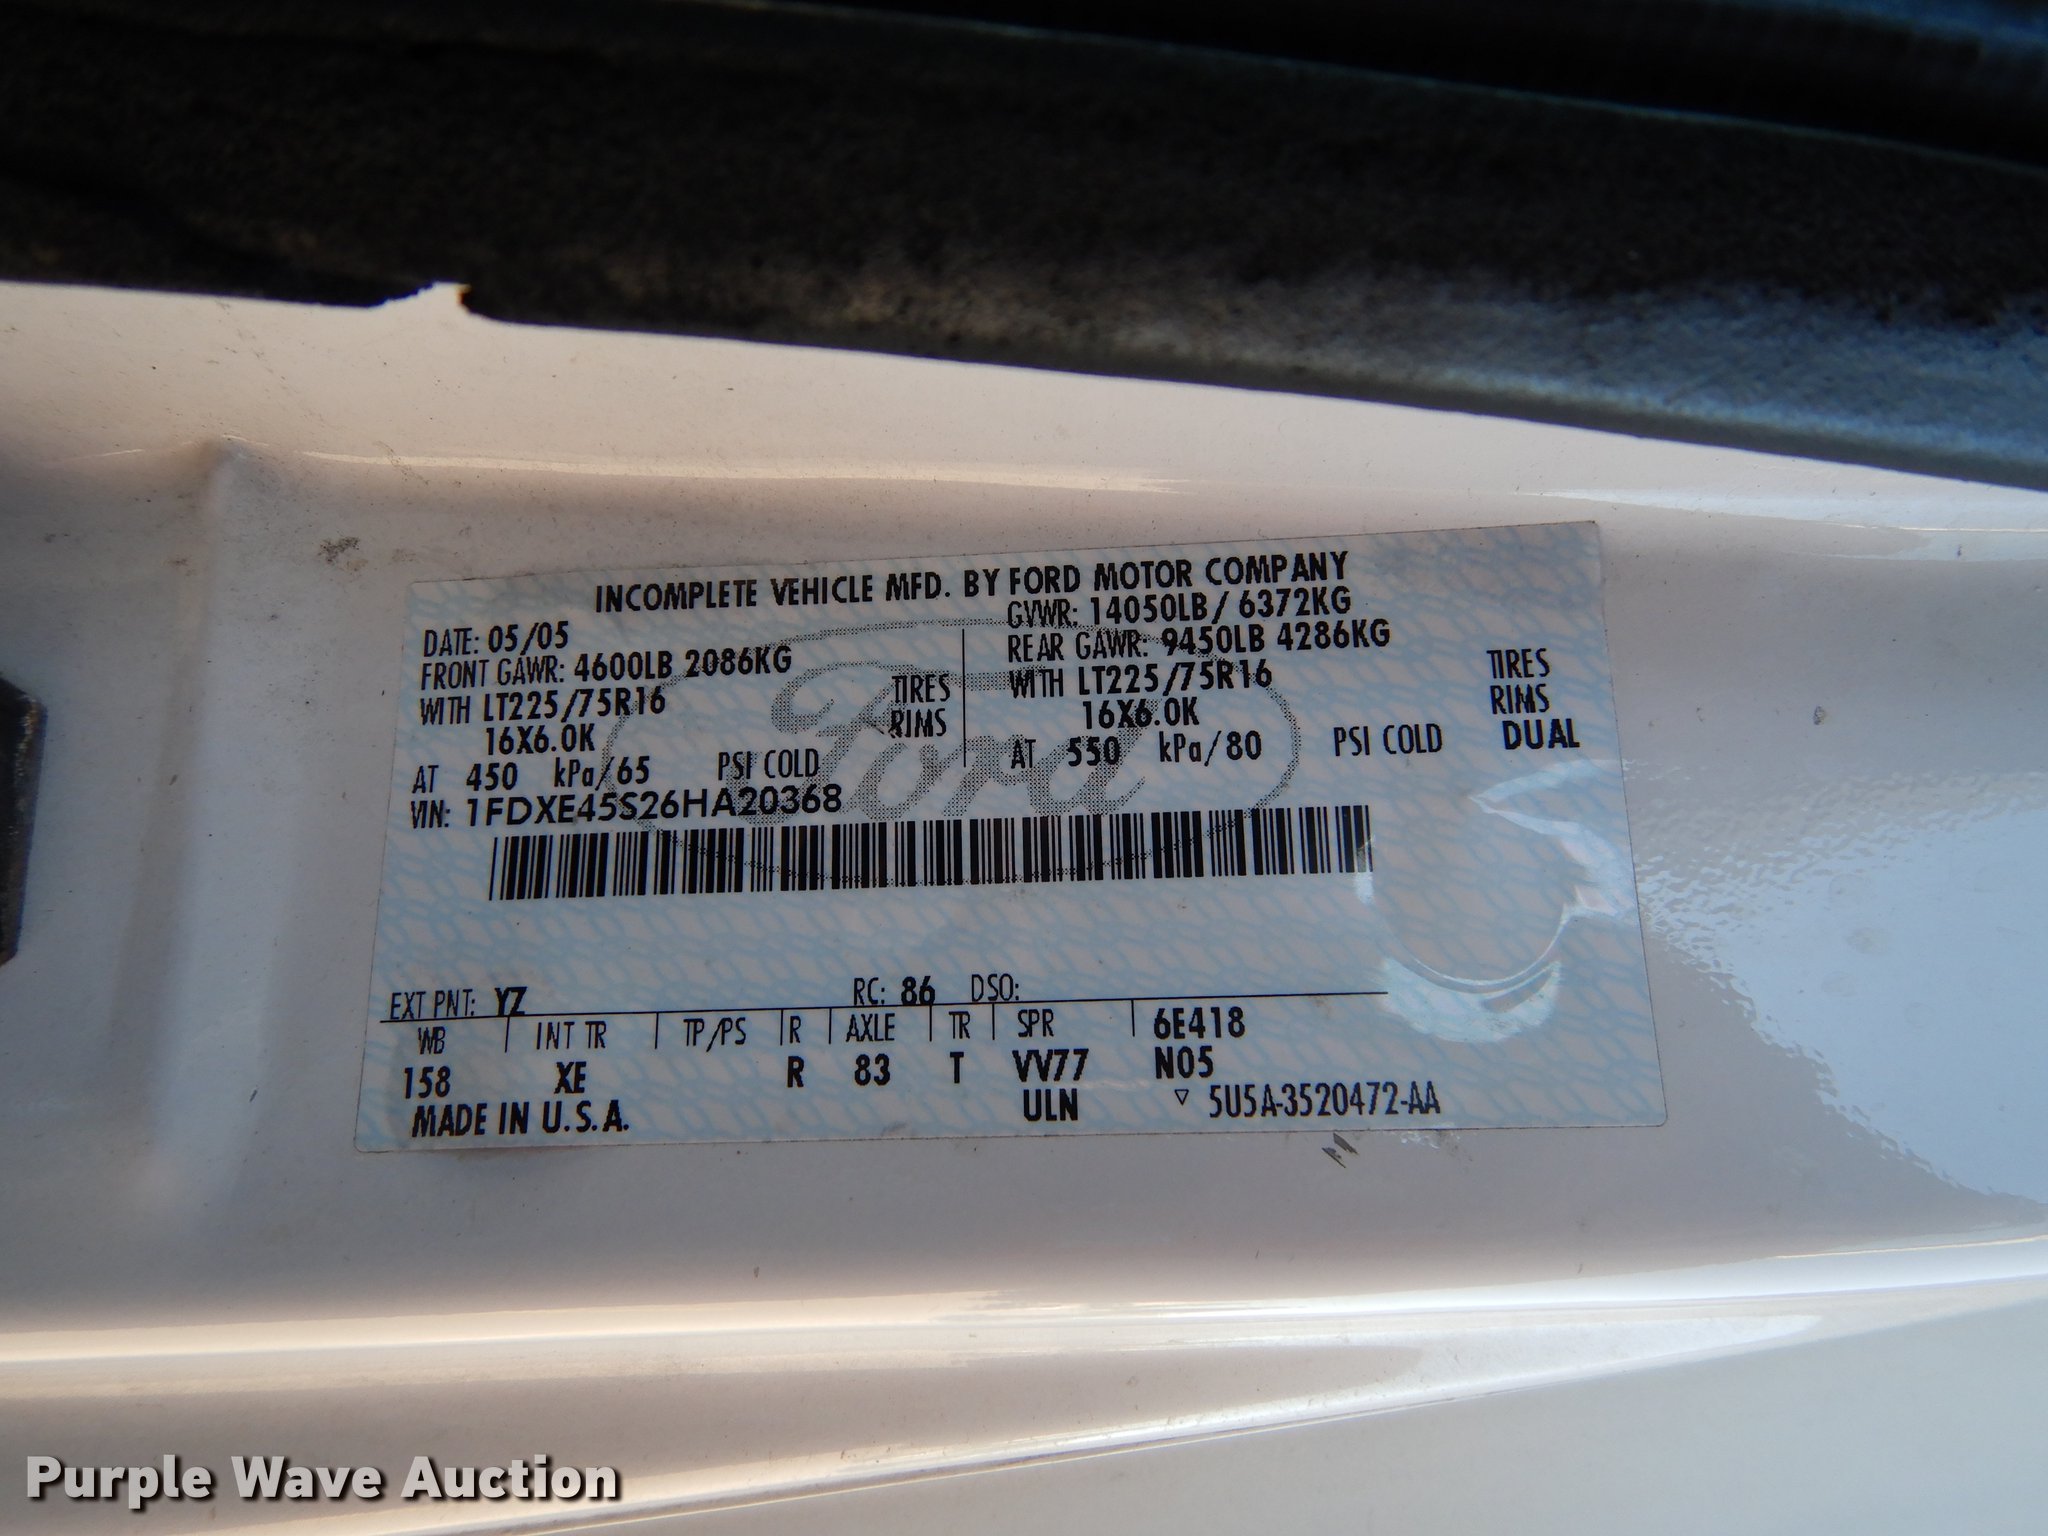 INCOMPLETE VEHICLE MFD. BY FORD MOTOR COMPANY
DATE: 05/05 GVWR: 14050LB/ 6372KG
FRONT GAWR: 4600LB 2086KG REAR GAWR: 9450LB 4286KG
WITH LT225/75R16 TIRES WITH LT225/75R16 TIRES
16X6.0K RIMS 16X6.0K RIMS
AT 450 kPa/65 PSI COLD AT 550 kPa/80 PSI COLD DUAL
VIN: 1FDXE45S26HA20368
Ford
EXT PNT: YZ RC: 86 DSO:
WB INT TR TP/PS R AXLE TR SPR 6E418
158 XE R 83 T VV77 N05
MADE IN U.S.A. ULN ▽ 5U5A-3520472-AA
Purple Wave Auction